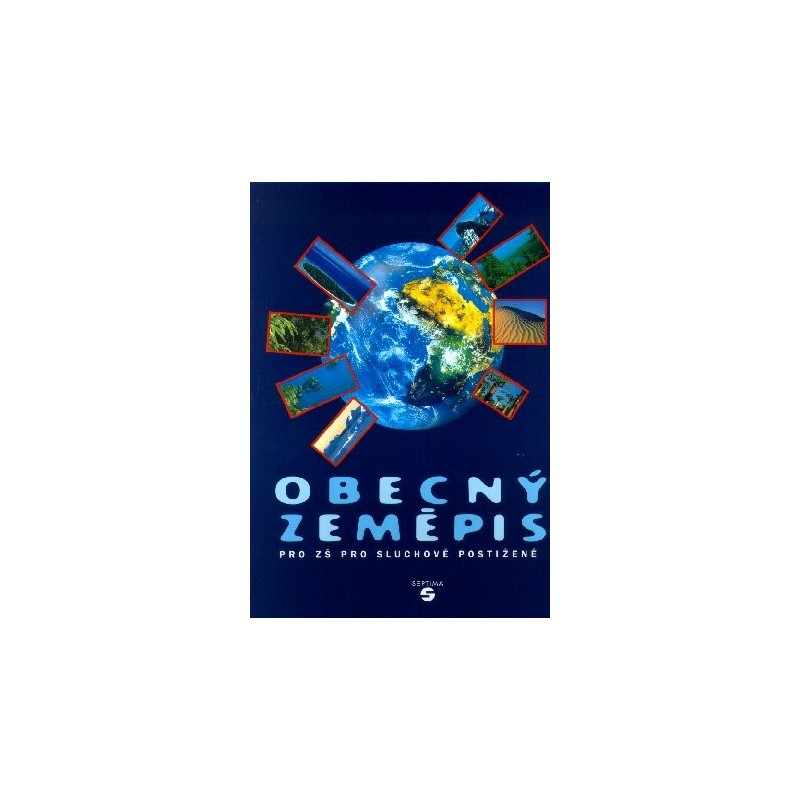 OBECNÝ
ZEMĚPIS
PRO ZŠ PRO SLUCHOVĚ POSTIŽENÉ
SEPTIMA